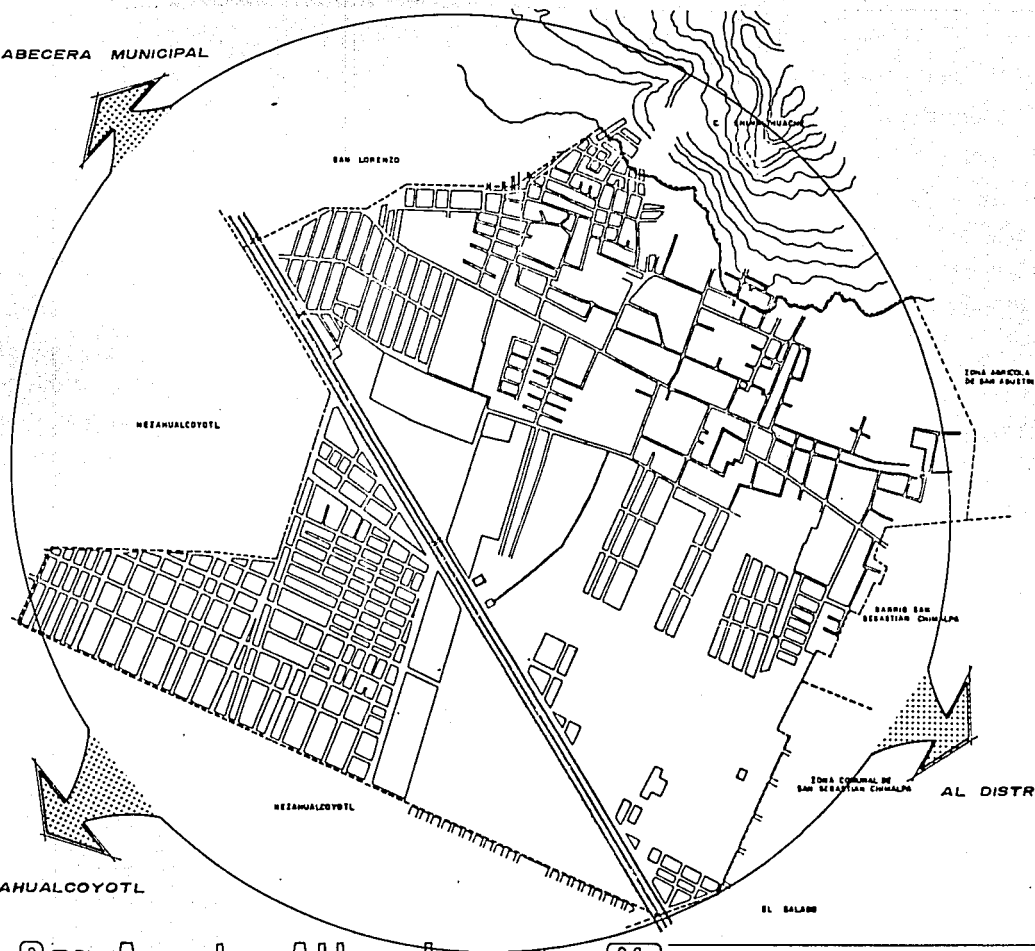 ABECERA MUNICIPAL
SAN LORENZO
ZONA AGRICOLA
DE SAN AGUSTIN
NEZAHUALCOYOTL
BARRIO SAN
SEBASTIAN CHIMALPA
ZONA COMUNAL DE
SAN SEBASTIAN CHIMALPA
AL DISTR
NEZAHUALCOYOTL
AHUALCOYOTL
EL SALADO